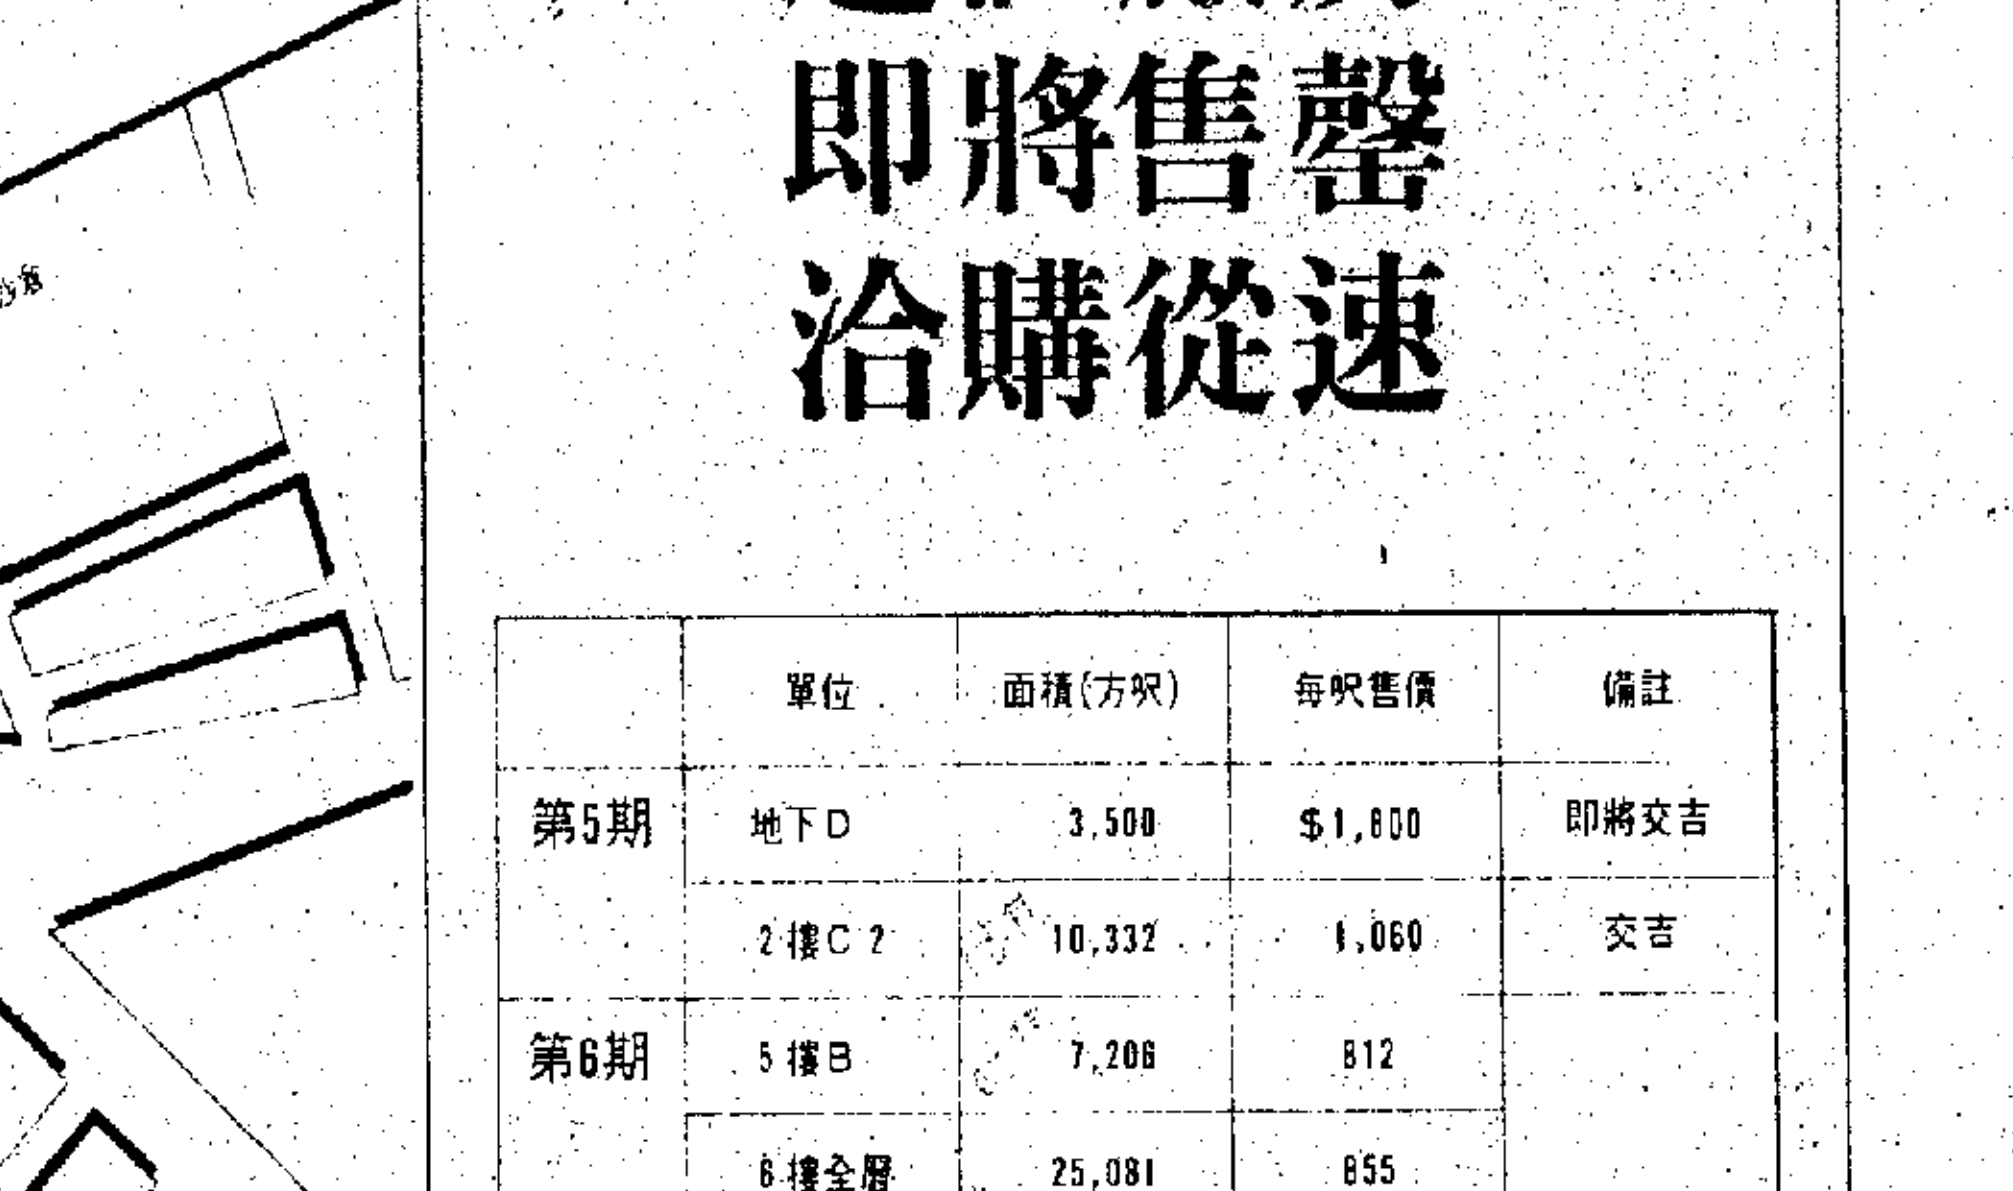 即將售罄
洽購從速
單位 面積(方呎) 每呎售價 備註
第5期 地下D 3,500 $1,800 即將交吉
2樓C2 10,332 1,060 交吉
第6期 5樓B 7,206 812
6樓全層 25,081 855